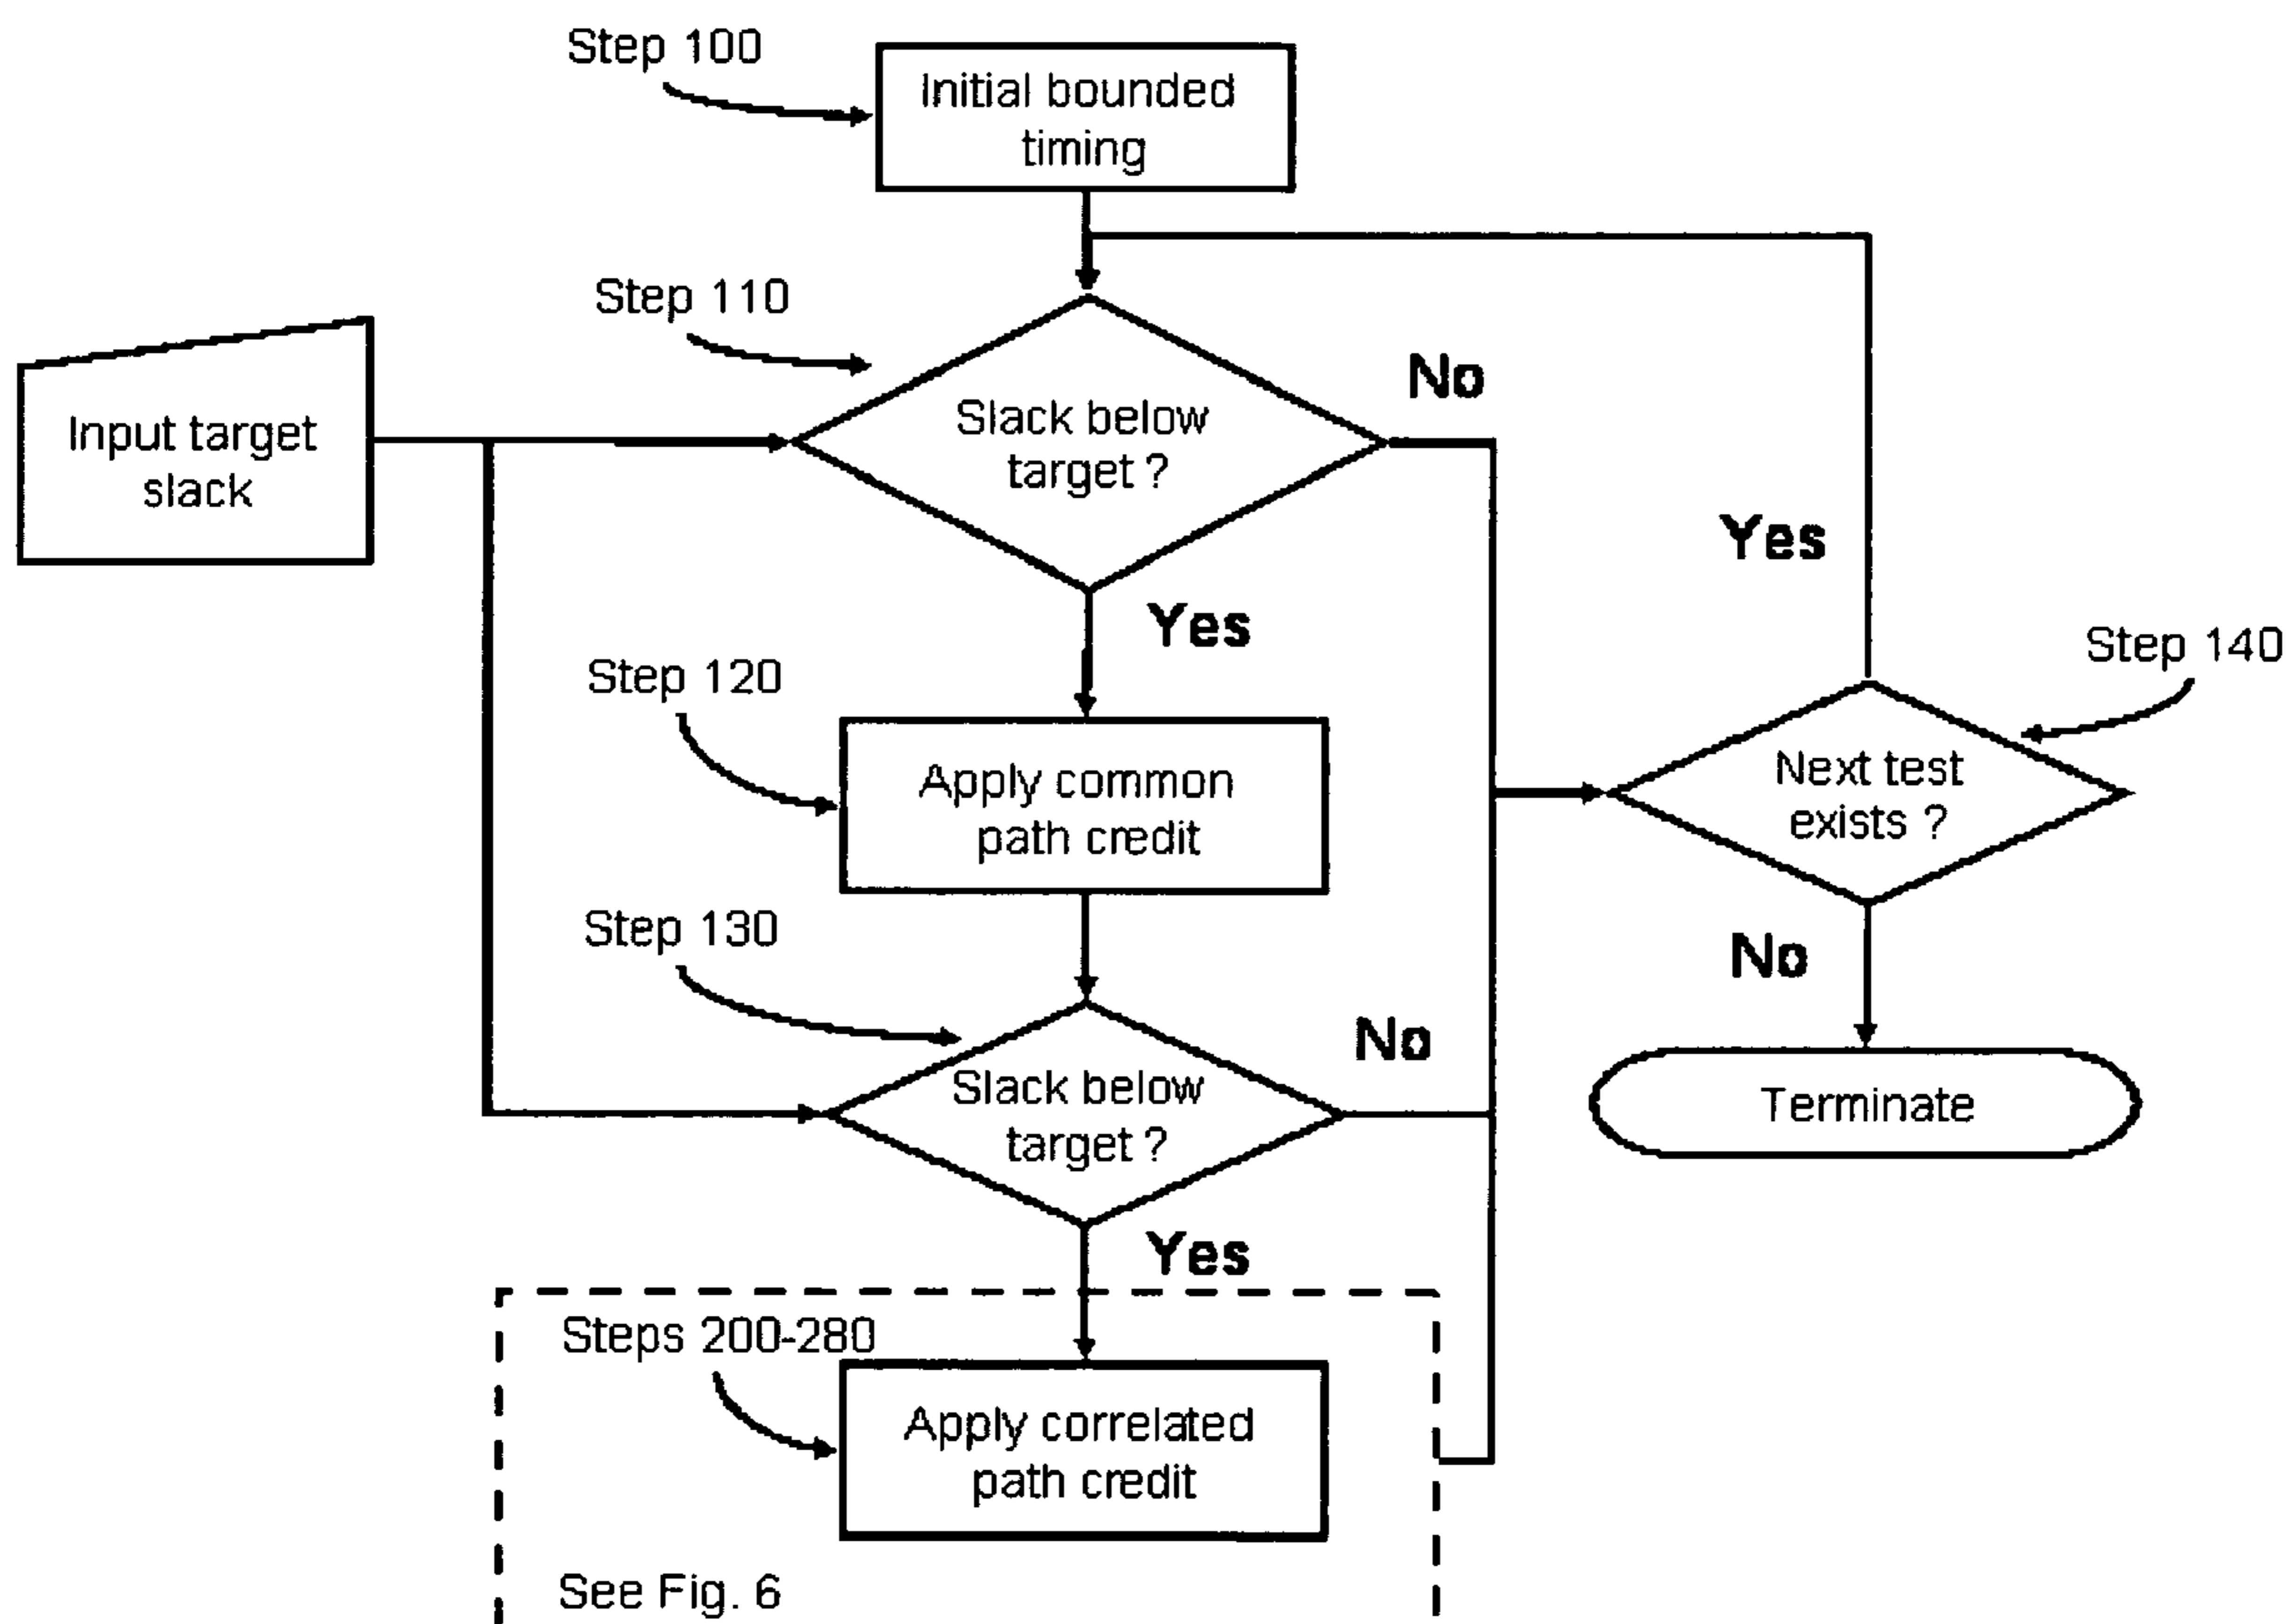 Step 100
Initial bounded
timing
Step 110
Input target
slack
Slack below
target ?
No
Yes
Yes
Step 120
Step 140
Apply common
path credit
Next test
exists ?
Step 130
No
No
Slack below
target ?
Terminate
Yes
Steps 200-280
Apply correlated
path credit
See Fig. 6